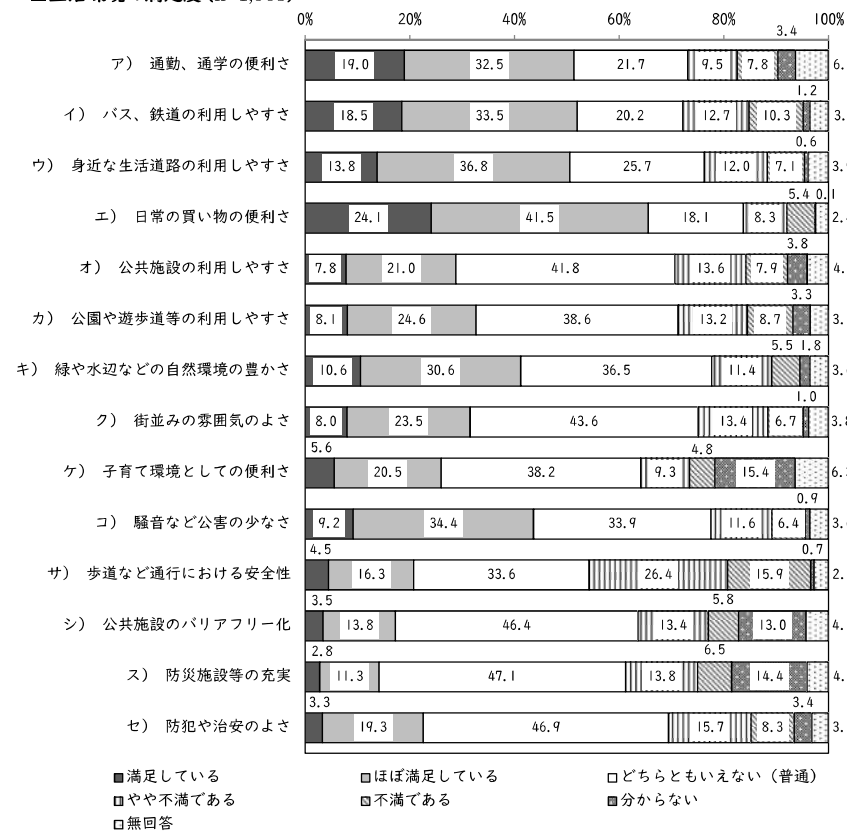 0% 20% 40% 60% 80% 100%
3.4
ア) 通勤、通学の便利さ 19.0 32.5 21.7 9.5 7.8 6.
1.2
イ) バス、鉄道の利用しやすさ 18.5 33.5 20.2 12.7 10.3 3.
0.6
ウ) 身近な生活道路の利用しやすさ 13.8 36.8 25.7 12.0 7.1 3.
5.4 0.1
エ) 日常の買い物の便利さ 24.1 41.5 18.1 8.3 2.
3.8
オ) 公共施設の利用しやすさ 7.8 21.0 41.8 13.6 7.9 4.
3.3
カ) 公園や遊歩道等の利用しやすさ 8.1 24.6 38.6 13.2 8.7 3.
5.5 1.8
キ) 緑や水辺などの自然環境の豊かさ 10.6 30.6 36.5 11.4 3.
1.0
ク) 街並みの雰囲気のよさ 8.0 23.5 43.6 13.4 6.7 3.8
5.6 4.8
ケ) 子育て環境としての便利さ 20.5 38.2 9.3 15.4 6.
0.9
コ) 騒音など公害の少なさ 9.2 34.4 33.9 11.6 6.4 3.
4.5 0.7
サ) 歩道など通行における安全性 16.3 33.6 26.4 15.9 2.
3.5 5.8
シ) 公共施設のバリアフリー化 13.8 46.4 13.4 13.0 4.
2.8 6.5
ス) 防災施設等の充実 11.3 47.1 13.8 14.4 4.
3.3 3.4
セ) 防犯や治安のよさ 19.3 46.9 15.7 8.3 3.
満足している ほぼ満足している どちらともいえない（普通）
やや不満である 不満である 分からない
無回答